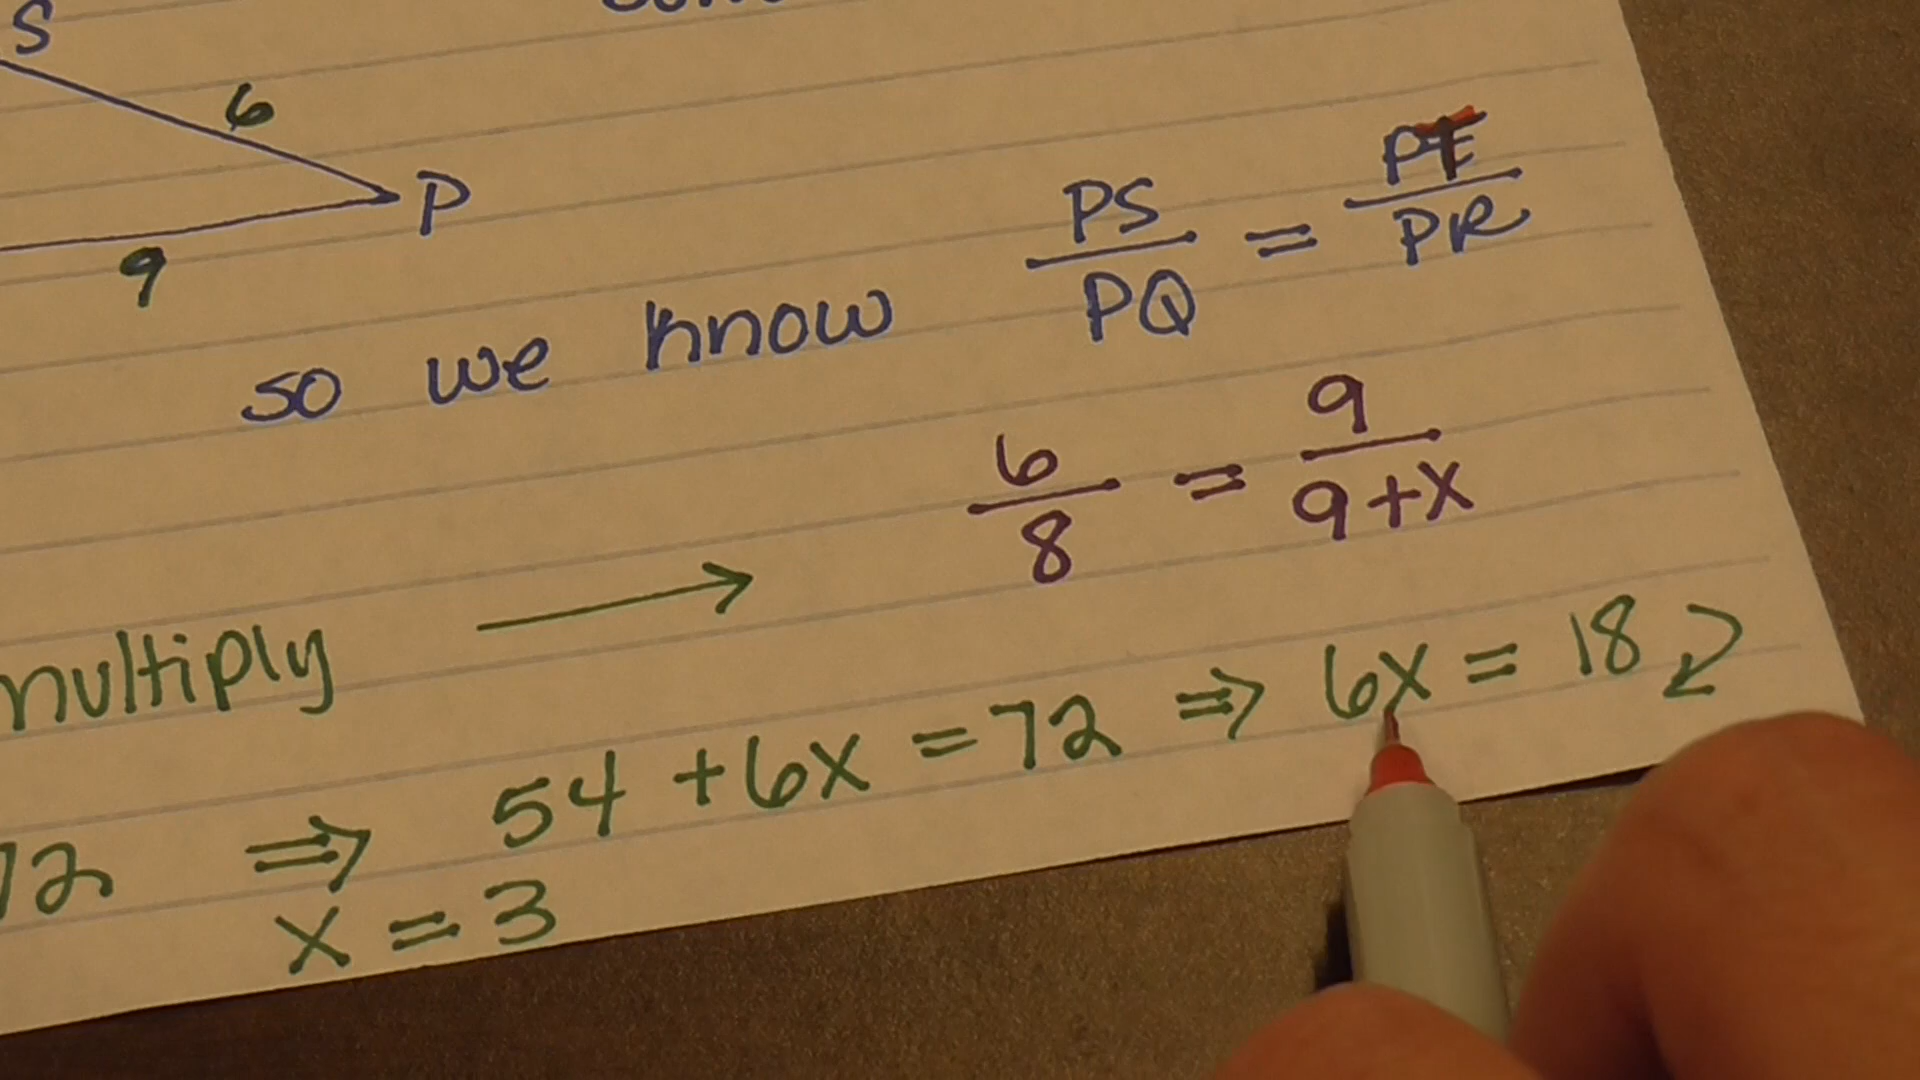 S
6
P
9
PS/PQ = PT/PR
so we know
6/8 = 9/(9+x)
multiply →
72 ⇒ 54 + 6x = 72 ⇒ 6x = 18
x = 3